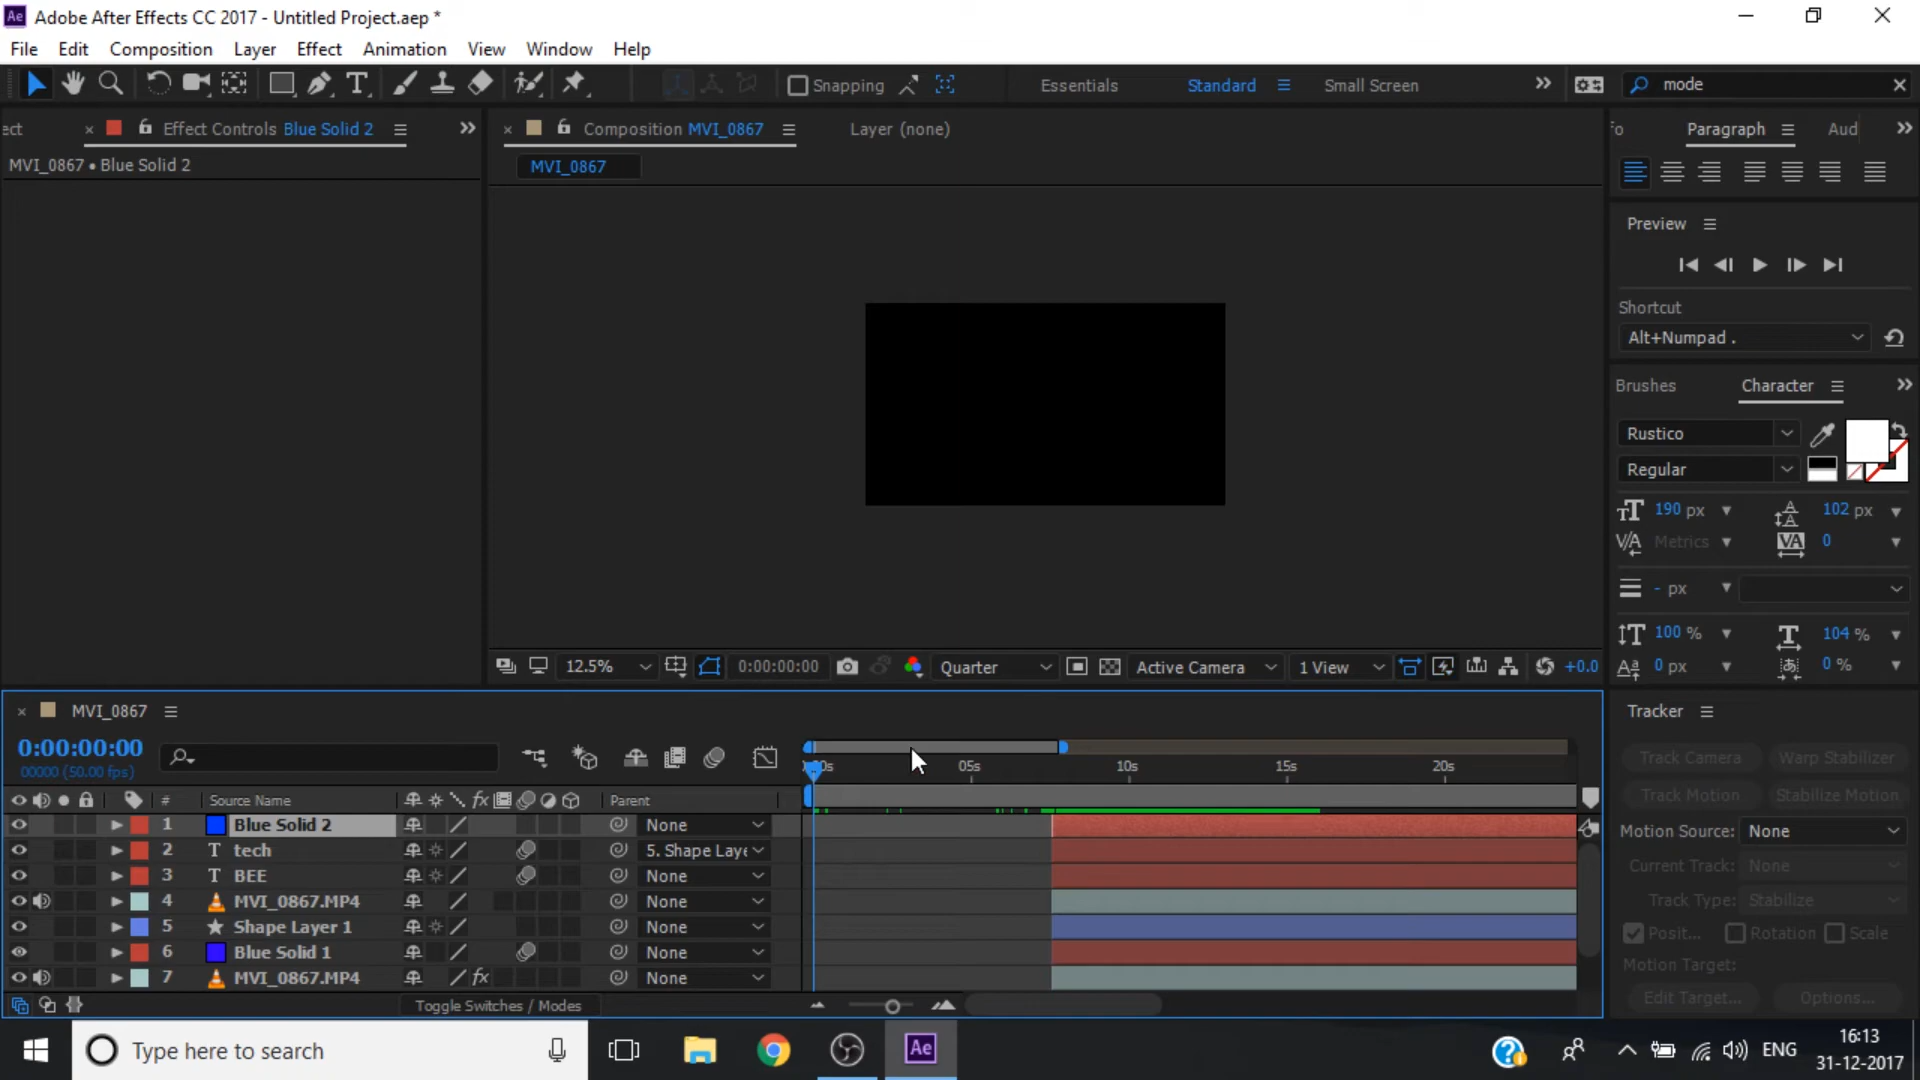 Ae Adobe After Effects CC 2017 - Untitled Project.aep *
File Edit Composition Layer Effect Animation View Window Help
T Snapping Essentials Standard Small Screen mode
ect Effect Controls Blue Solid 2 Composition MVI_0867 Layer (none) Paragraph Aud
MVI_0867 • Blue Solid 2 MVI_0867
Preview
Shortcut
Alt+Numpad .
Brushes Character
Rustico
Regular
190 px 102 px
Metrics 0
- px
100 % 104 %
0 px 0 %
12.5% 0:00:00:00 Quarter Active Camera 1 View +0.0
MVI_0867 Tracker
0:00:00:00
00000 (50.00 fps)
05s 10s 15s 20s
Track Camera Warp Stabilizer
Track Motion Stabilize Motion
Motion Source: None
Current Track: None
Track Type: Stabilize
Posit... Rotation Scale
Motion Target:
Edit Target... Options...
# Source Name fx Parent
1 Blue Solid 2 None
2 T tech 5. Shape Laye
3 T BEE None
4 MVI_0867.MP4 None
5 Shape Layer 1 None
6 Blue Solid 1 None
7 MVI_0867.MP4 fx None
Toggle Switches / Modes
Type here to search Ae ENG 16:13
31-12-2017